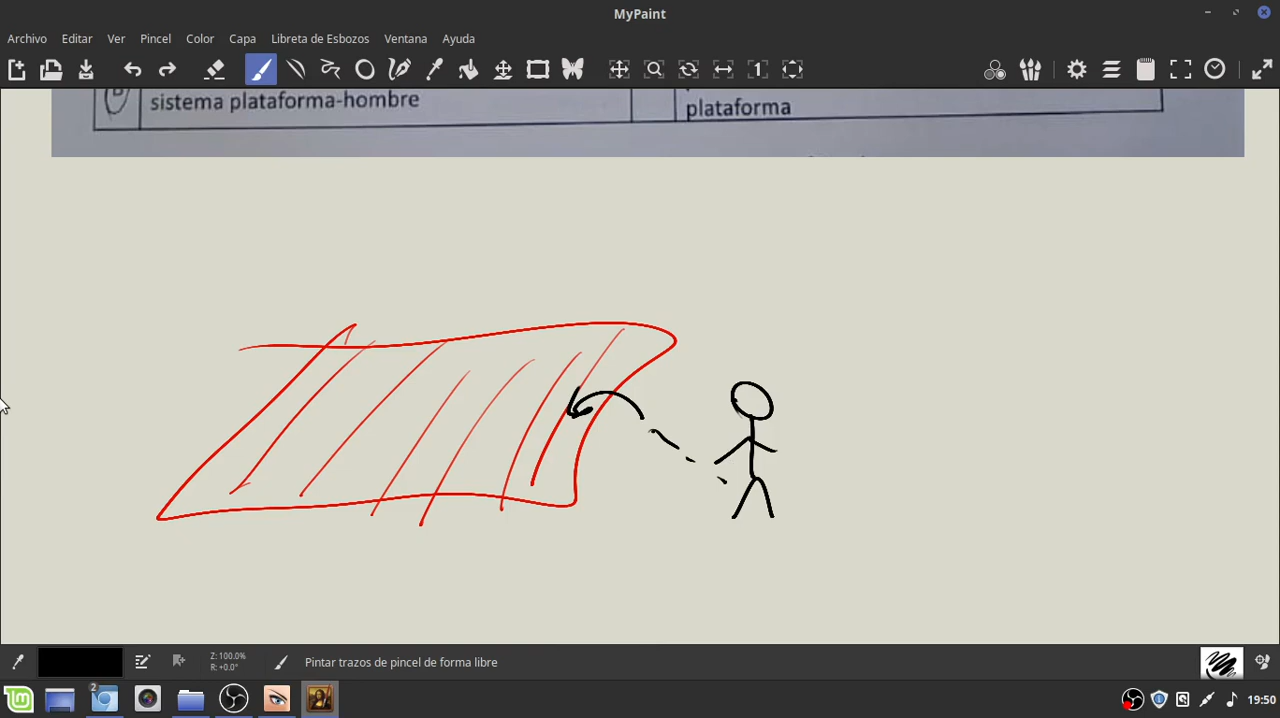 MyPaint
Archivo Editar Ver Pincel Color Capa Libreta de Esbozos Ventana Ayuda
B
sistema plataforma-hombre
plataforma
Z: 100.0%
R: +0.0°
Pintar trazos de pincel de forma libre
2
19:50